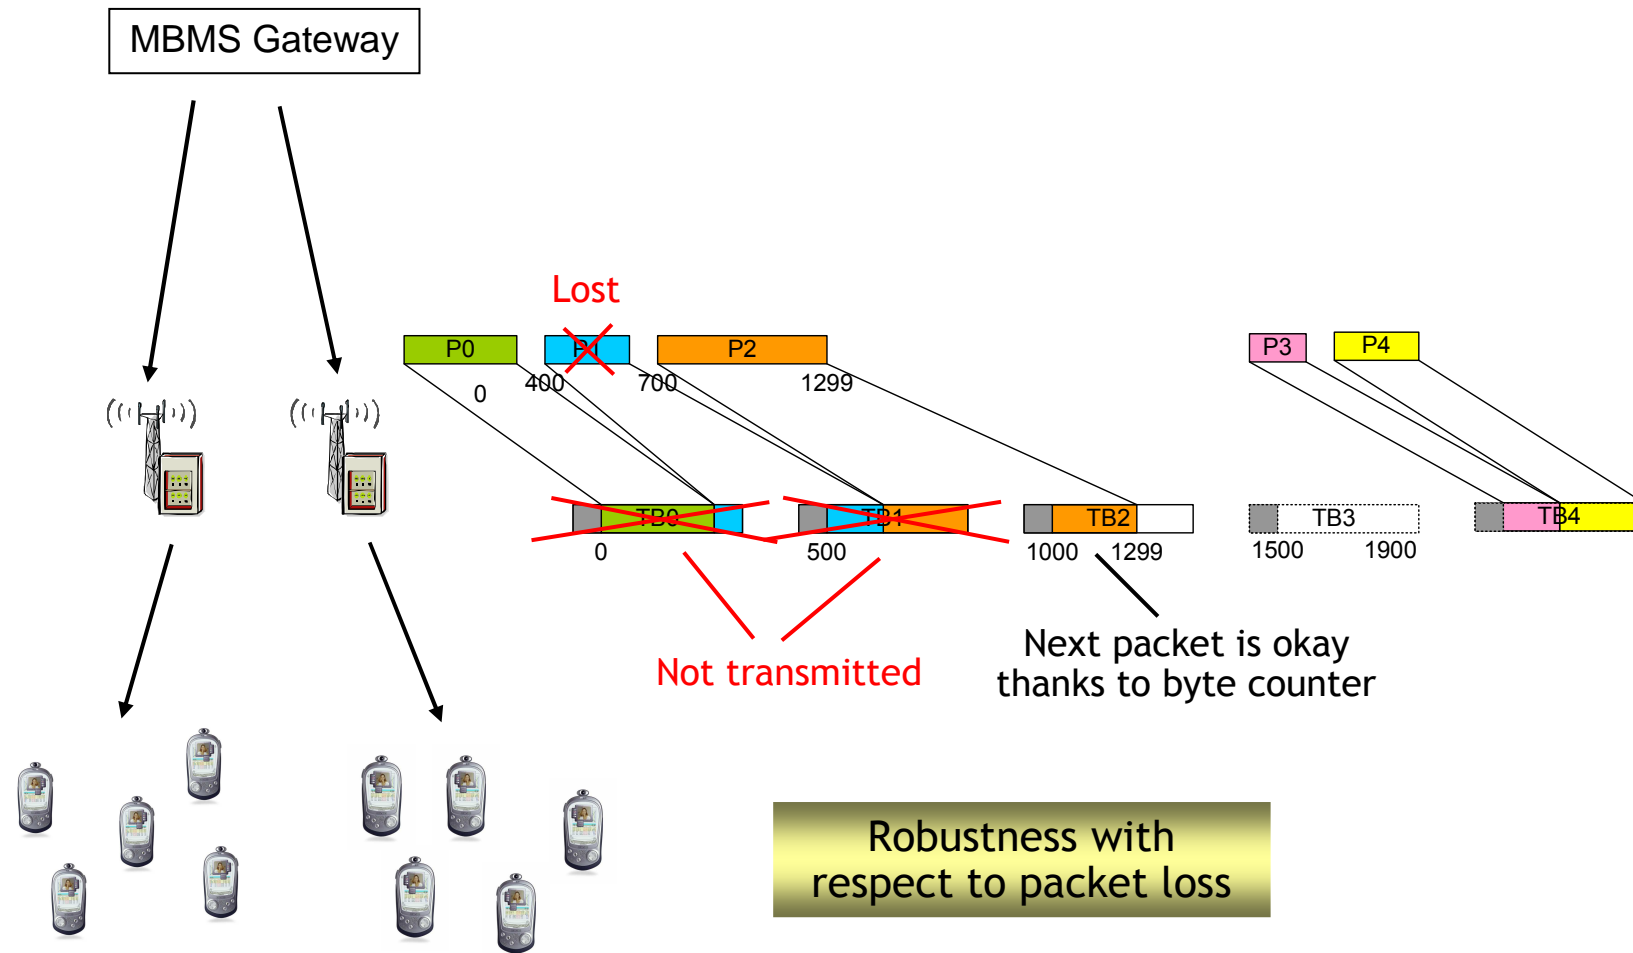 MBMS Gateway
Lost
P0
P1
P2
P3
P4
0
400
700
1299
TB0
TB1
TB2
TB3
TB4
0
500
1000
1299
1500
1900
Not transmitted
Next packet is okay
thanks to byte counter
Robustness with
respect to packet loss